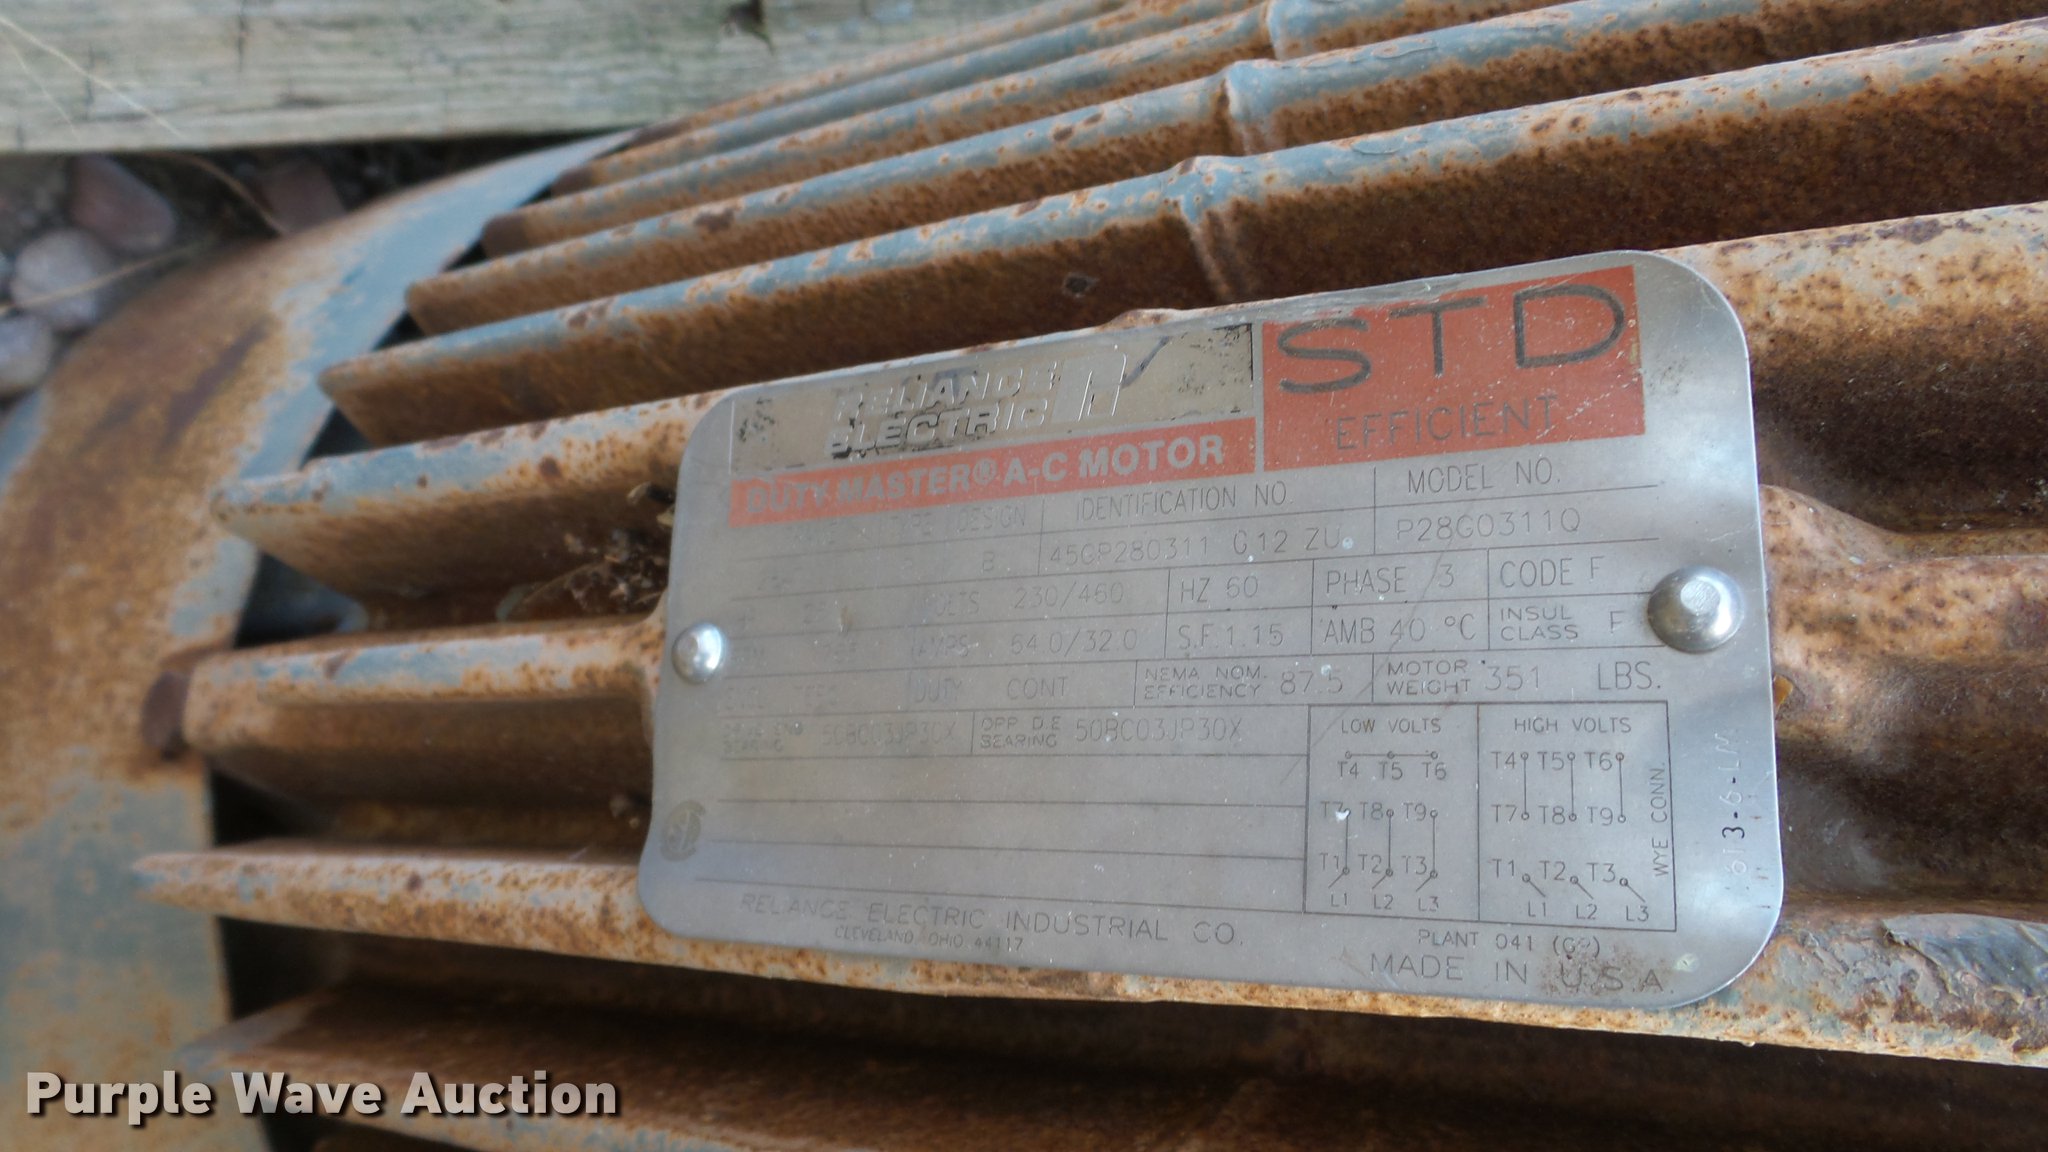 RELIANCE
ELECTRIC
STD
EFFICIENT
DUTY MASTER® A-C MOTOR
TYPE DESIGN IDENTIFICATION NO. MODEL NO.
B 45GP280311 G12 ZU P28G0311Q
230/460 HZ 60 PHASE 3 CODE F
AMPS 64.0/32.0 S.F. 1.15 AMB 40 °C INSUL CLASS F
DUTY CONT NEMA NOM. EFFICIENCY 87.5 MOTOR WEIGHT 351 LBS.
BEARING 50BC03JP30X OPP D.E. BEARING 50BC03JP30X
LOW VOLTS HIGH VOLTS
T4 T5 T6 T4 T5 T6
T7 T8 T9 T7 T8 T9
T1 T2 T3 T1 T2 T3
L1 L2 L3 L1 L2 L3
WYE CONN.
RELIANCE ELECTRIC INDUSTRIAL CO.
CLEVELAND, OHIO 44117
PLANT 041
MADE IN U.S.A.
Purple Wave Auction